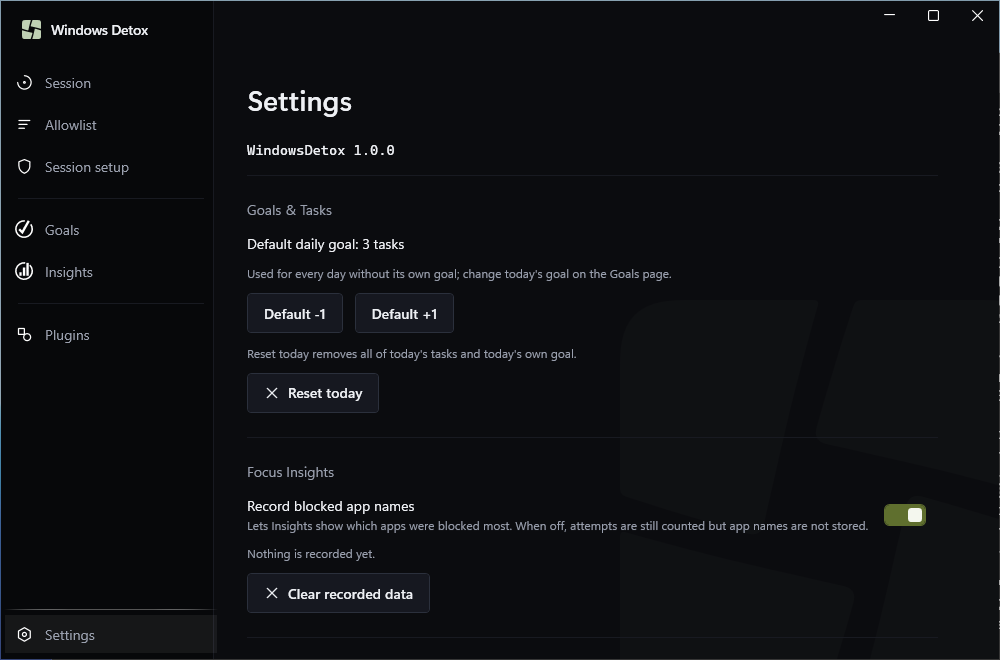 Windows Detox
Session
Allowlist
Session setup
Goals
Insights
Plugins
Settings
Settings
WindowsDetox 1.0.0
Goals & Tasks
Default daily goal: 3 tasks
Used for every day without its own goal; change today's goal on the Goals page.
Default -1
Default +1
Reset today removes all of today's tasks and today's own goal.
Reset today
Focus Insights
Record blocked app names
Lets Insights show which apps were blocked most. When off, attempts are still counted but app names are not stored.
Nothing is recorded yet.
Clear recorded data